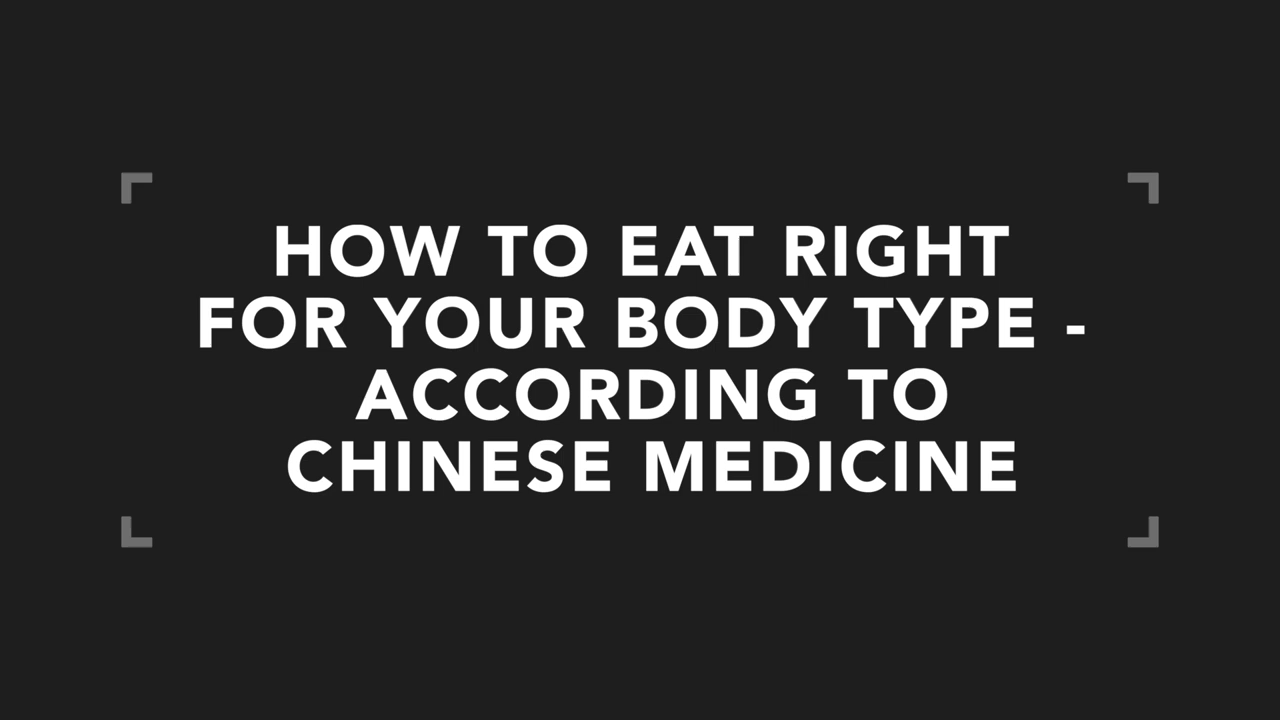 HOW TO EAT RIGHT
FOR YOUR BODY TYPE -
ACCORDING TO
CHINESE MEDICINE